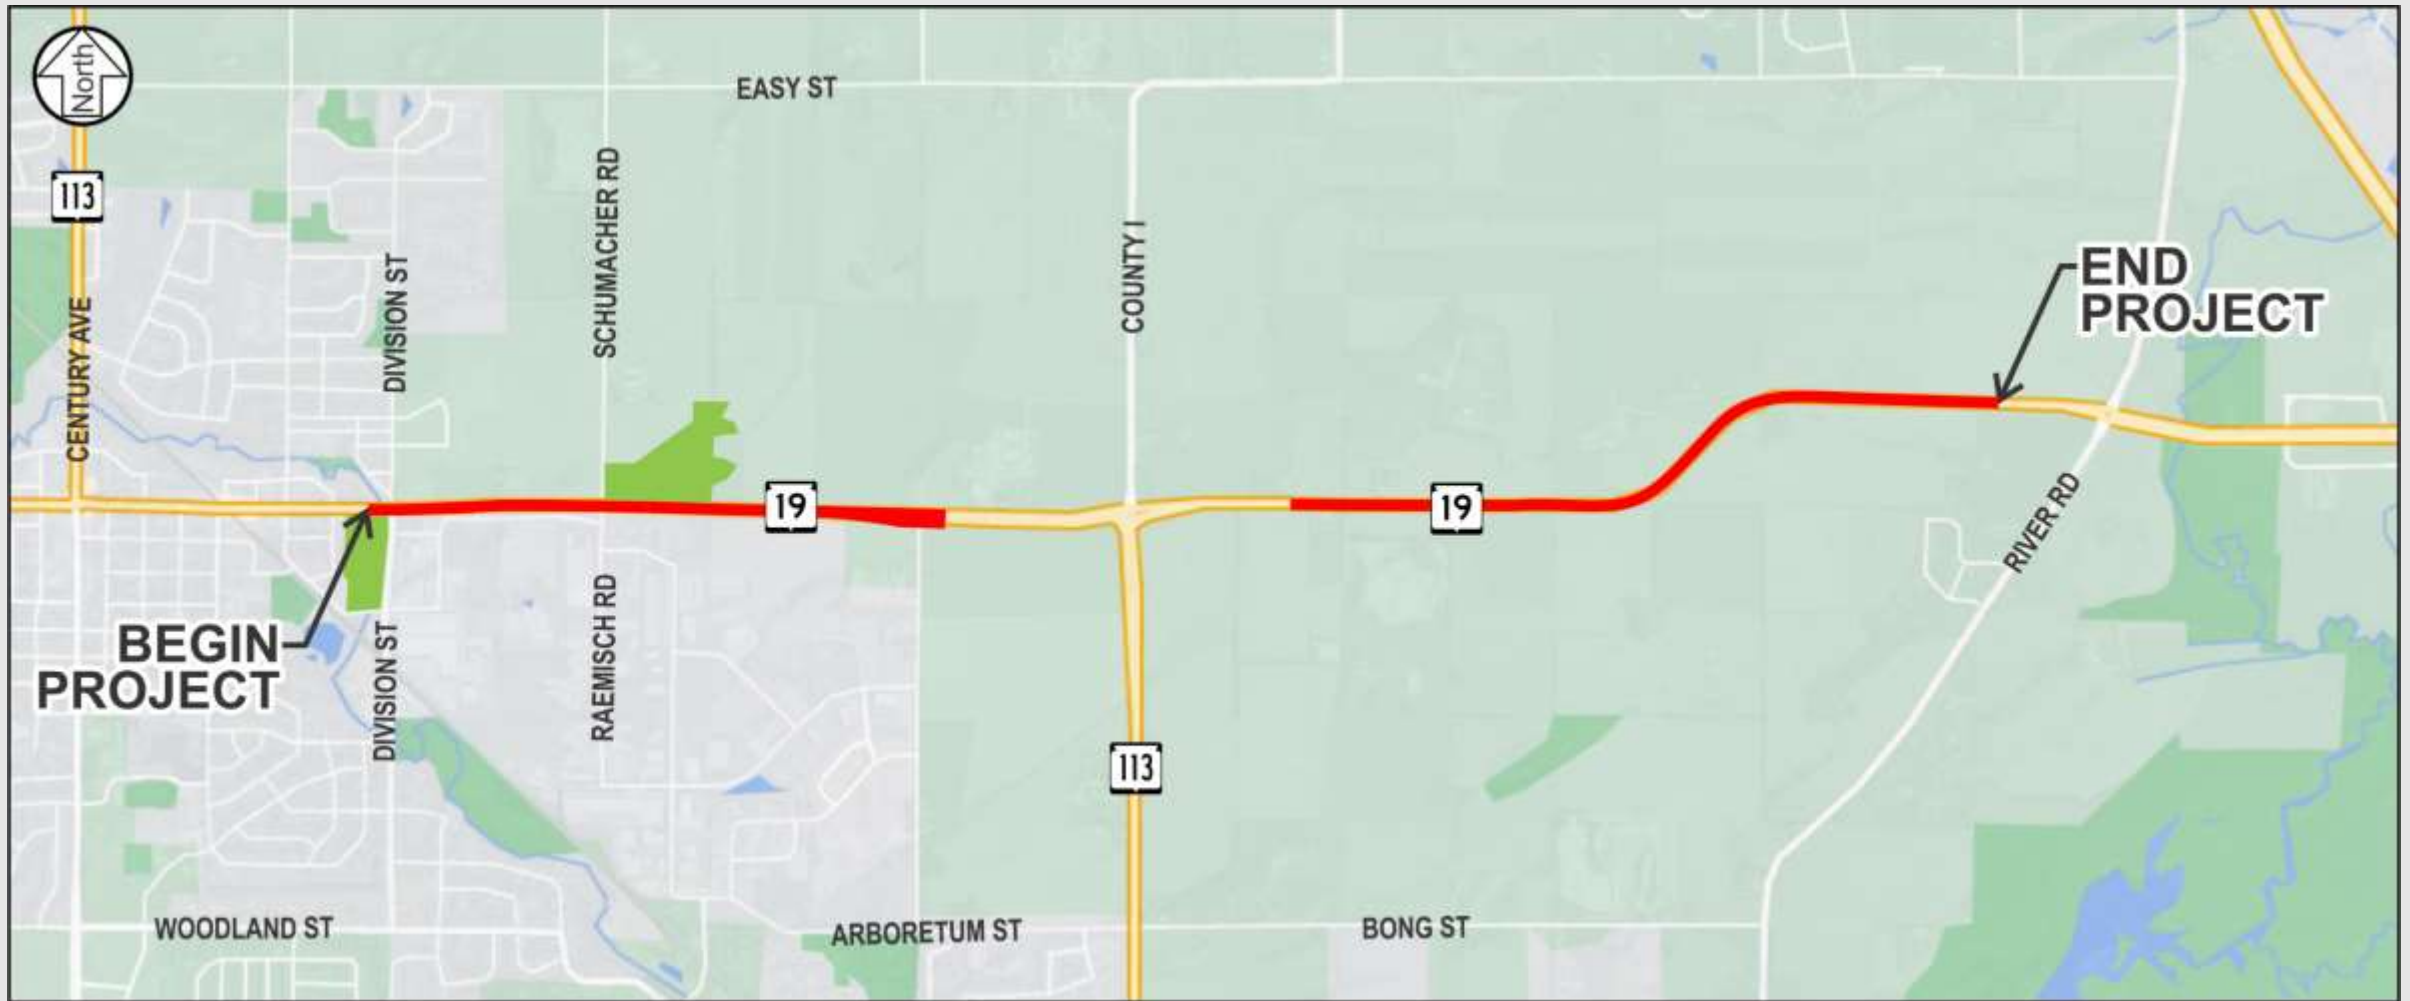 North
EASY ST
113
SCHUMACHER RD
COUNTY I
DIVISION ST
CENTURY AVE
END
PROJECT
19
19
RIVER RD
BEGIN
PROJECT
DIVISION ST
RAEMISCH RD
113
WOODLAND ST
ARBORETUM ST
BONG ST